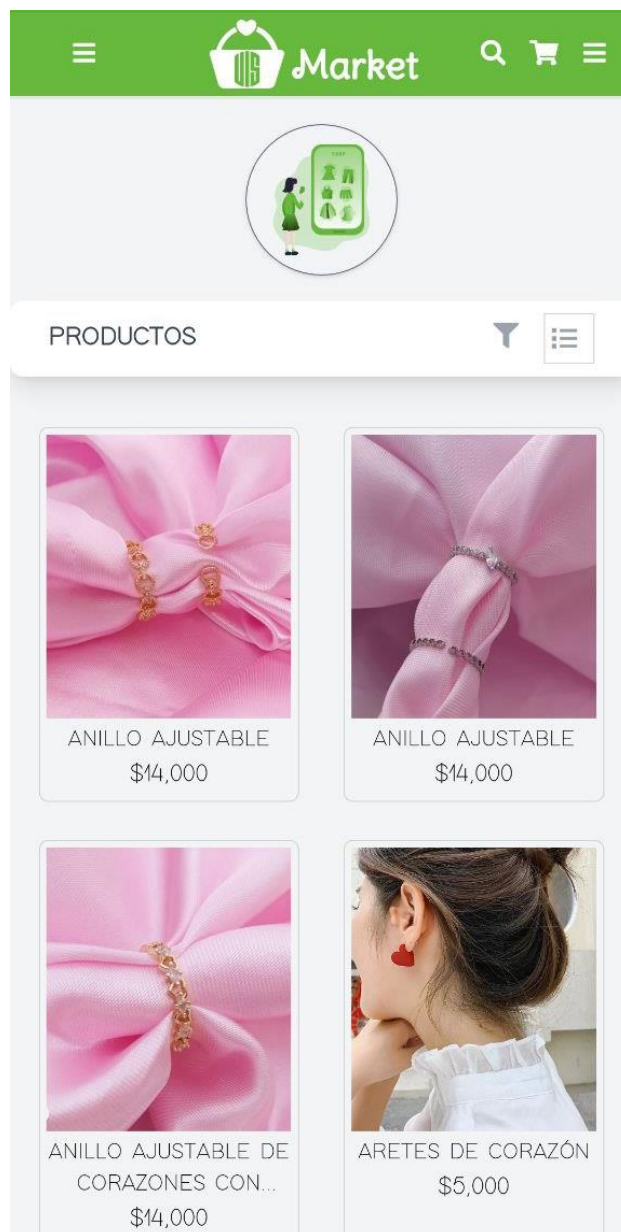 UIS Market
PRODUCTOS
ANILLO AJUSTABLE
$14,000
ANILLO AJUSTABLE
$14,000
ANILLO AJUSTABLE DE
CORAZONES CON...
$14,000
ARETES DE CORAZÓN
$5,000